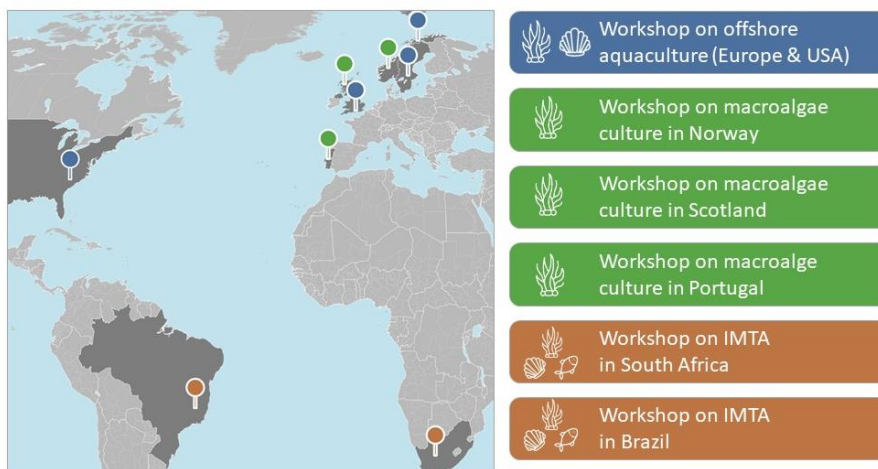 Workshop on offshore
aquaculture (Europe & USA)
Workshop on macroalgae
culture in Norway
Workshop on macroalgae
culture in Scotland
Workshop on macroalge
culture in Portugal
Workshop on IMTA
in South Africa
Workshop on IMTA
in Brazil